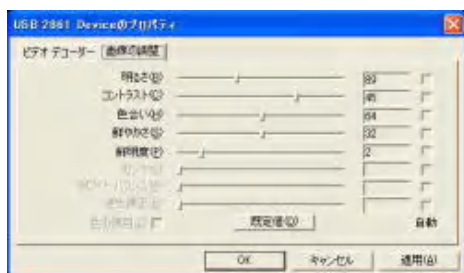 USB 2861 Deviceのプロパティ
ビデオ デコーダー 画像の調整
明るさ(B)
コントラスト(C)
色合い(H)
64
鮮やかさ(S)
32
鮮明度(P)
2
既定値(D)
自動
OK
キャンセル
適用(A)